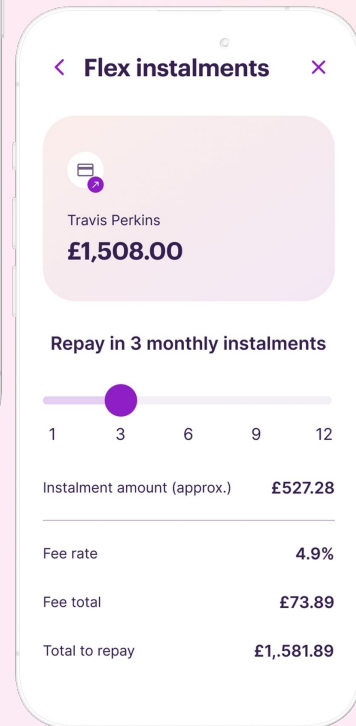 Flex instalments
Travis Perkins
£1,508.00
Repay in 3 monthly instalments
1 3 6 9 12
Instalment amount (approx.) £527.28
Fee rate 4.9%
Fee total £73.89
Total to repay £1,.581.89